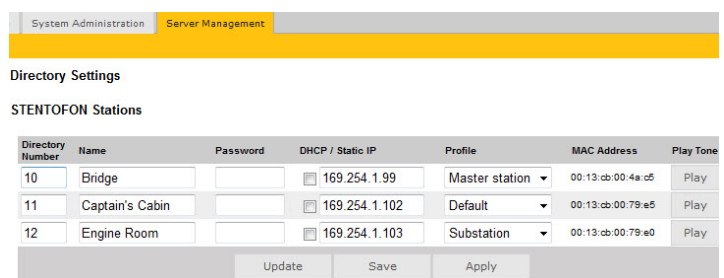 System Administration Server Management
Directory Settings
STENTOFON Stations
Directory Number Name Password DHCP / Static IP Profile MAC Address Play Tone
10 Bridge 169.254.1.99 Master station 00:13:cb:00:4a:c6 Play
11 Captain's Cabin 169.254.1.102 Default 00:13:cb:00:79:e5 Play
12 Engine Room 169.254.1.103 Substation 00:13:cb:00:79:e0 Play
Update Save Apply